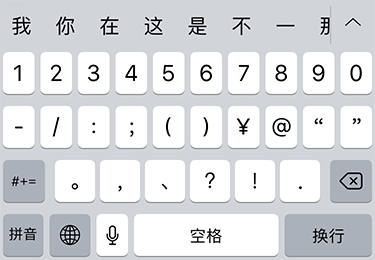 我 你 在 这 是 不 一
1 2 3 4 5 6 7 8 9 0
- / : ; ( ) ¥ @ “ ”
#+= 。 , 、 ? ! .
拼音 空格 换行